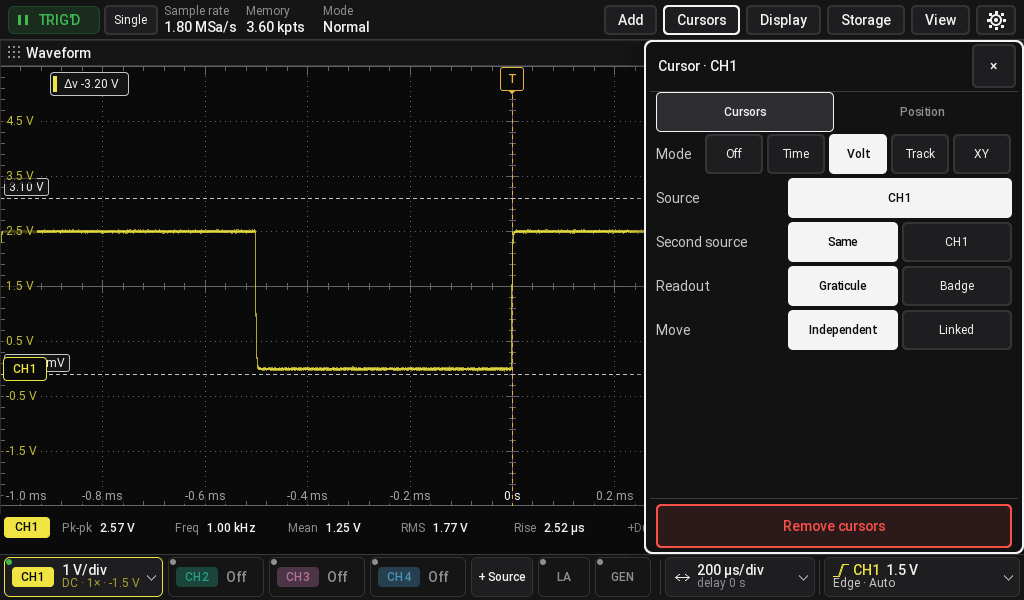 TRIG'D
Single
Sample rate
1.80 MSa/s
Memory
3.60 kpts
Mode
Normal
Add
Cursors
Display
Storage
View
Waveform
Δv -3.20 V
T
4.5 V
3.5 V
3.10 V
2.5 V
1.5 V
0.5 V
mV
CH1
-0.5 V
-1.5 V
-1.0 ms
-0.8 ms
-0.6 ms
-0.4 ms
-0.2 ms
0 s
0.2 ms
Cursor · CH1
×
Cursors
Position
Mode
Off
Time
Volt
Track
XY
Source
CH1
Second source
Same
CH1
Readout
Graticule
Badge
Move
Independent
Linked
Remove cursors
CH1
Pk-pk 2.57 V
Freq 1.00 kHz
Mean 1.25 V
RMS 1.77 V
Rise 2.52 µs
CH1
1 V/div
DC · 1× · -1.5 V
CH2 Off
CH3 Off
CH4 Off
+ Source
LA
GEN
200 µs/div
delay 0 s
CH1 1.5 V
Edge · Auto